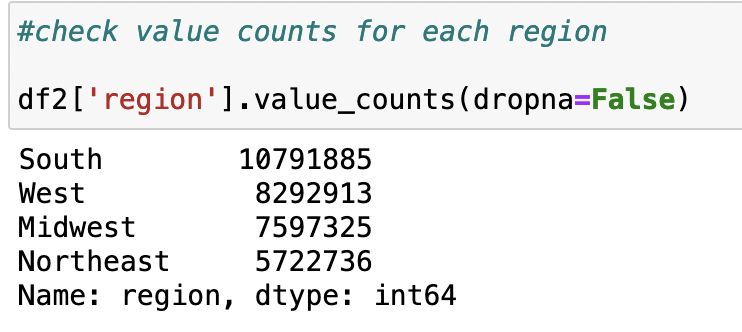 #check value counts for each region
df2['region'].value_counts(dropna=False)
South        10791885
West          8292913
Midwest       7597325
Northeast     5722736
Name: region, dtype: int64